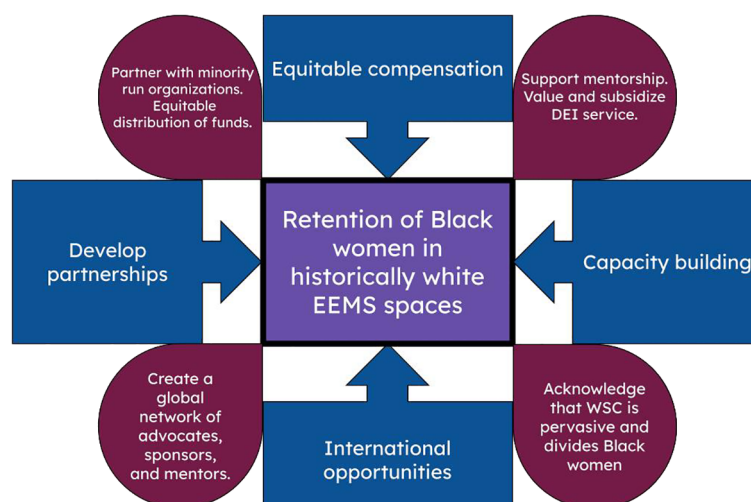 Partner with minority
run organizations.
Equitable
distribution of funds.
Equitable compensation
Support mentorship.
Value and subsidize
DEI service.
Develop
partnerships
Retention of Black
women in
historically white
EEMS spaces
Capacity building
Create a
global
network of
advocates,
sponsors,
and mentors.
International
opportunities
Acknowledge
that WSC is
pervasive and
divides Black
women